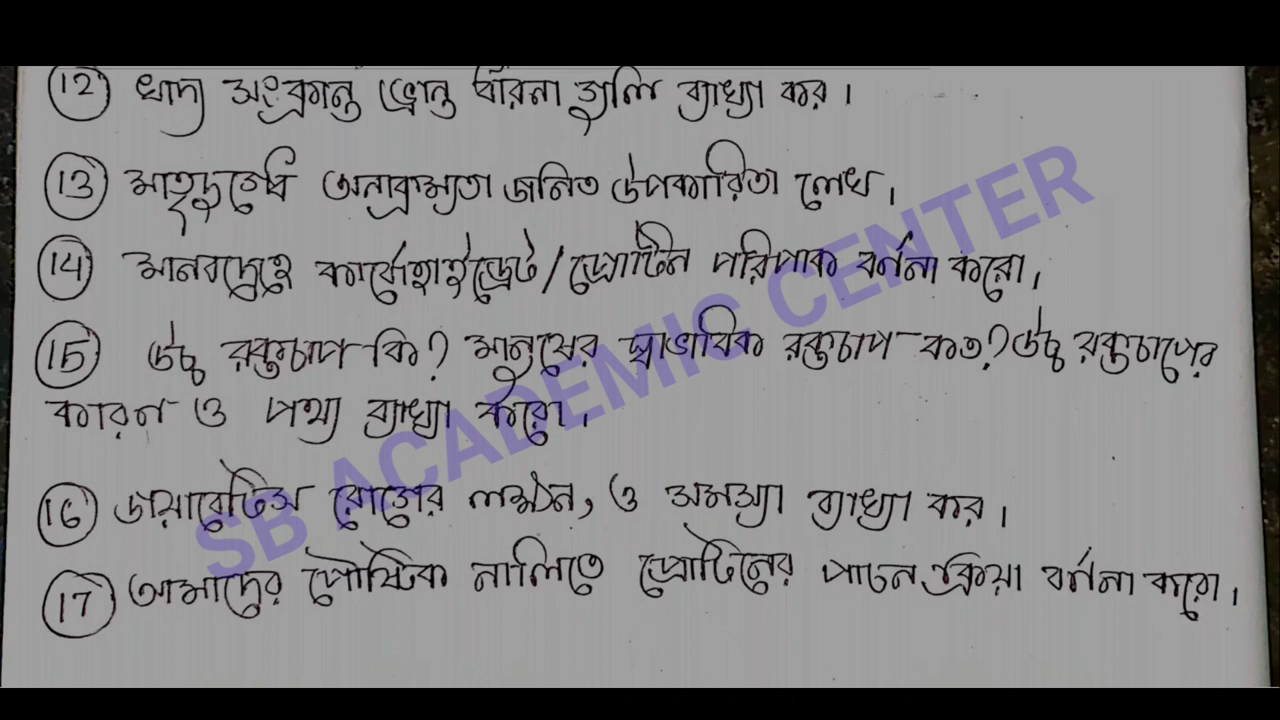 12 খাদ্য সংক্রান্ত ভ্রান্ত ধারনা গুলি ব্যাখ্যা কর।
13 মাতৃদুগ্ধে অনাক্রম্যতা জনিত উপকারিতা লেখ।
14 মানবদেহে কার্বোহাইড্রেট/প্রোটিন পরিপাক বর্ণনা করো।
15 উচ্চ রক্তচাপ কি? মানুষের স্বাভাবিক রক্তচাপ কত? উচ্চ রক্তচাপের
কারণ ও পথ্য ব্যাখ্যা করো।
16 ডায়াবেটিস রোগের লক্ষন, ও সমস্যা ব্যাখ্যা কর।
17 আমাদের পৌষ্টিক নালিতে প্রোটিনের পাচন ক্রিয়া বর্ণনা করো।
SB ACADEMIC CENTER